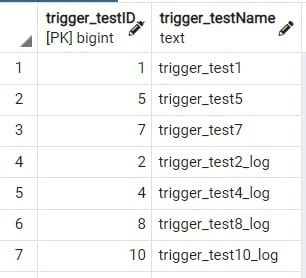 trigger_testID trigger_testName
[PK] bigint text
1 1 trigger_test1
2 5 trigger_test5
3 7 trigger_test7
4 2 trigger_test2_log
5 4 trigger_test4_log
6 8 trigger_test8_log
7 10 trigger_test10_log